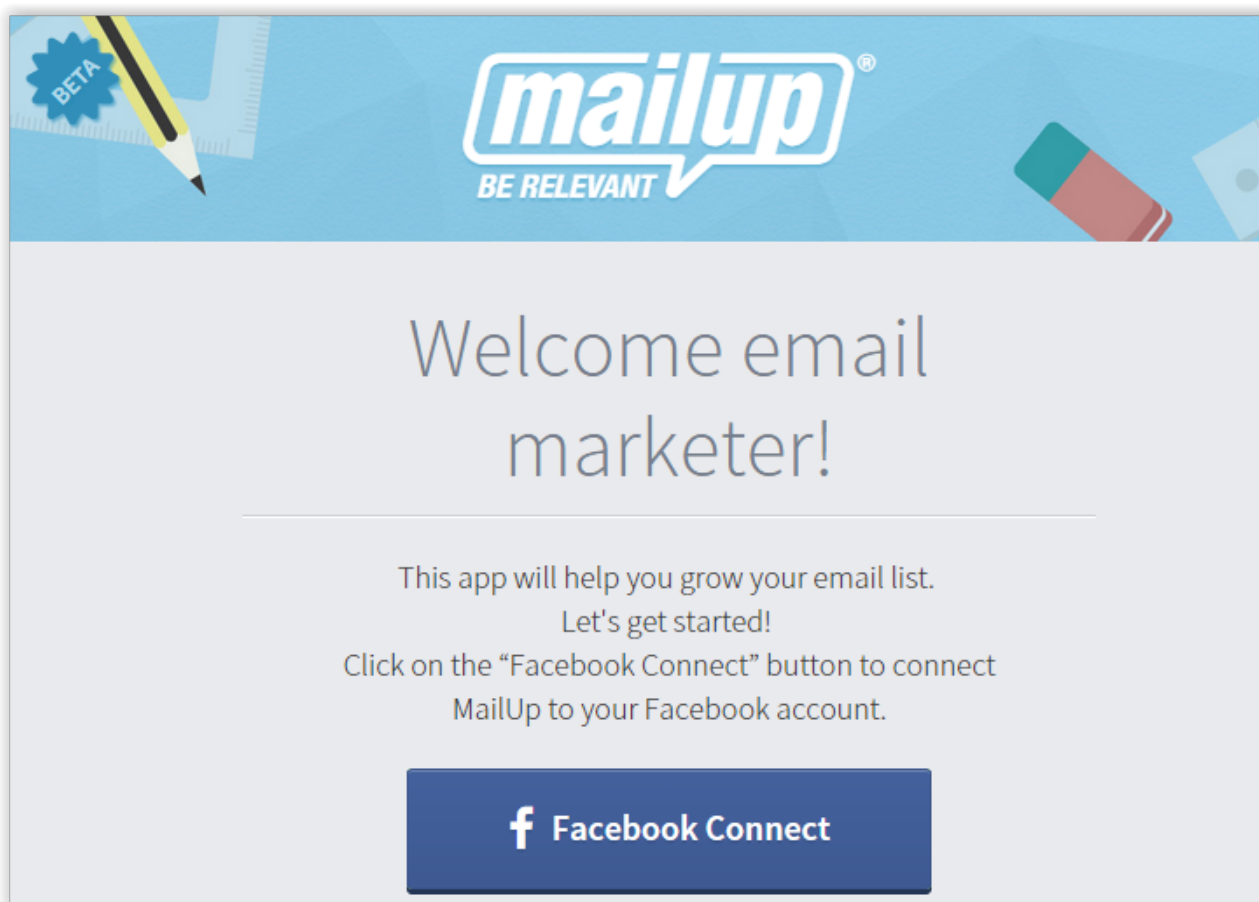 BETA
mailup®
BE RELEVANT
Welcome email
marketer!
This app will help you grow your email list.
Let's get started!
Click on the “Facebook Connect” button to connect
MailUp to your Facebook account.
f Facebook Connect